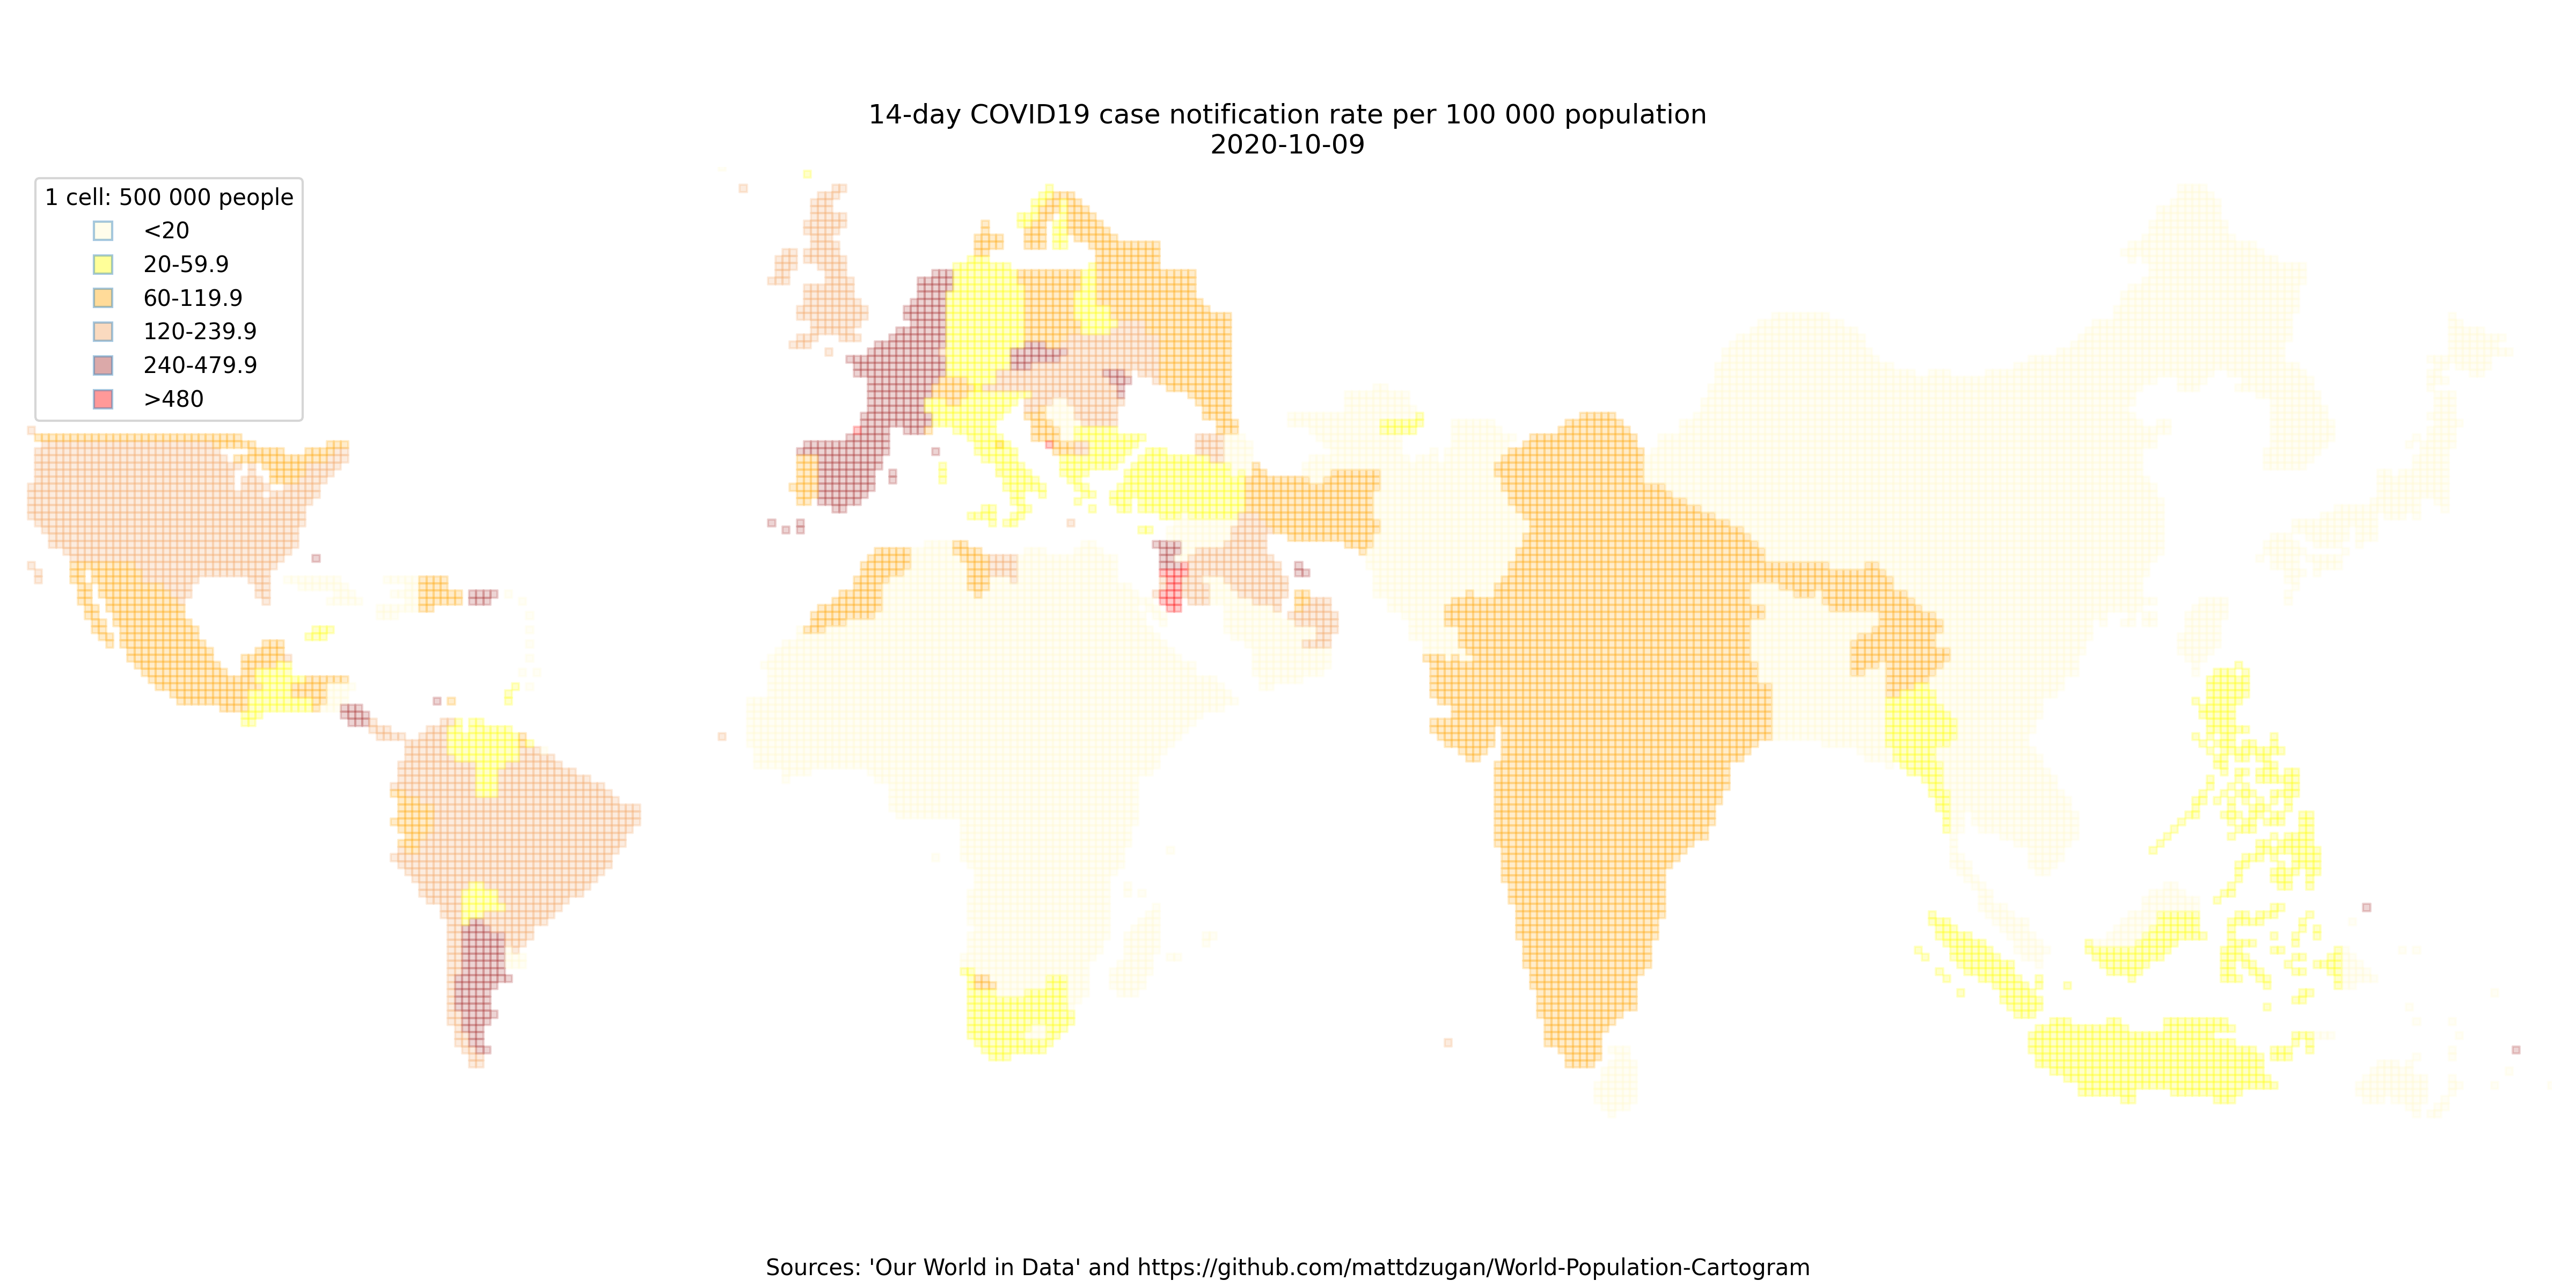 14-day COVID19 case notification rate per 100 000 population
2020-10-09
1 cell: 500 000 people
<20
20-59.9
60-119.9
120-239.9
240-479.9
>480
Sources: 'Our World in Data' and https://github.com/mattdzugan/World-Population-Cartogram